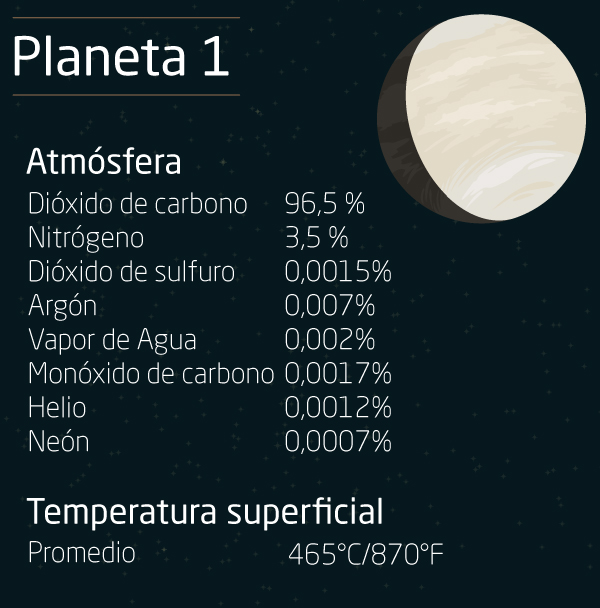 Planeta 1
Atmósfera
Dióxido de carbono 96,5 %
Nitrógeno 3,5 %
Dióxido de sulfuro 0,0015%
Argón 0,007%
Vapor de Agua 0,002%
Monóxido de carbono 0,0017%
Helio 0,0012%
Neón 0,0007%
Temperatura superficial
Promedio 465°C/870°F